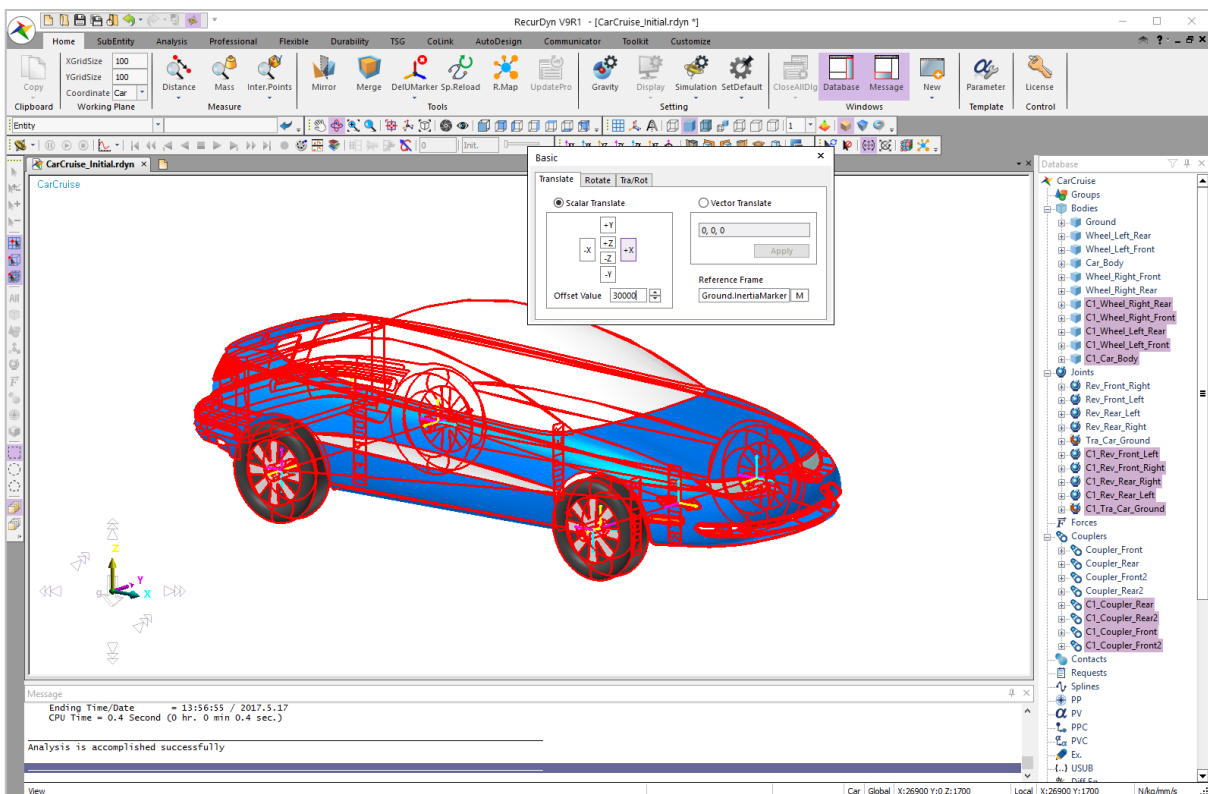 RecurDyn V9R1 - [CarCruise_Initial.rdyn *]
Home SubEntity Analysis Professional Flexible Durability TSG CoLink AutoDesign Communicator Toolkit Customize
Copy
XGridSize 100
YGridSize 100
Coordinate Car
Distance Mass Inter.Points
Mirror Merge DelUMarker Sp.Reload R.Map UpdatePro
Gravity Display Simulation SetDefault
CloseAllDlg Database Message New
Parameter
License
Clipboard Working Plane Measure Tools Setting Windows Template Control
Entity
1
0 Init.
CarCruise_Initial.rdyn
CarCruise
All
Z
Y
X
Basic
Translate Rotate Tra/Rot
Scalar Translate
+Y
-X +Z +X
-Z
-Y
Offset Value 30000
Vector Translate
0, 0, 0
Apply
Reference Frame
Ground.InertiaMarker M
Database
CarCruise
Groups
Bodies
Ground
Wheel_Left_Rear
Wheel_Left_Front
Car_Body
Wheel_Right_Front
Wheel_Right_Rear
C1_Wheel_Right_Rear
C1_Wheel_Right_Front
C1_Wheel_Left_Rear
C1_Wheel_Left_Front
C1_Car_Body
Joints
Rev_Front_Right
Rev_Front_Left
Rev_Rear_Left
Rev_Rear_Right
Tra_Car_Ground
C1_Rev_Front_Left
C1_Rev_Front_Right
C1_Rev_Rear_Right
C1_Rev_Rear_Left
C1_Tra_Car_Ground
Forces
Couplers
Coupler_Front
Coupler_Rear
Coupler_Front2
Coupler_Rear2
C1_Coupler_Rear
C1_Coupler_Rear2
C1_Coupler_Front
C1_Coupler_Front2
Contacts
Requests
Splines
PP
PV
PPC
PVC
Ex.
USUB
Message
Ending Time/Date = 13:56:55 / 2017.5.17
CPU Time = 0.4 Second (0 hr. 0 min 0.4 sec.)
Analysis is accomplished successfully
View
Car Global X:26900 Y:0 Z:1700 Local X:26900 Y:1700 N/kg/mm/s